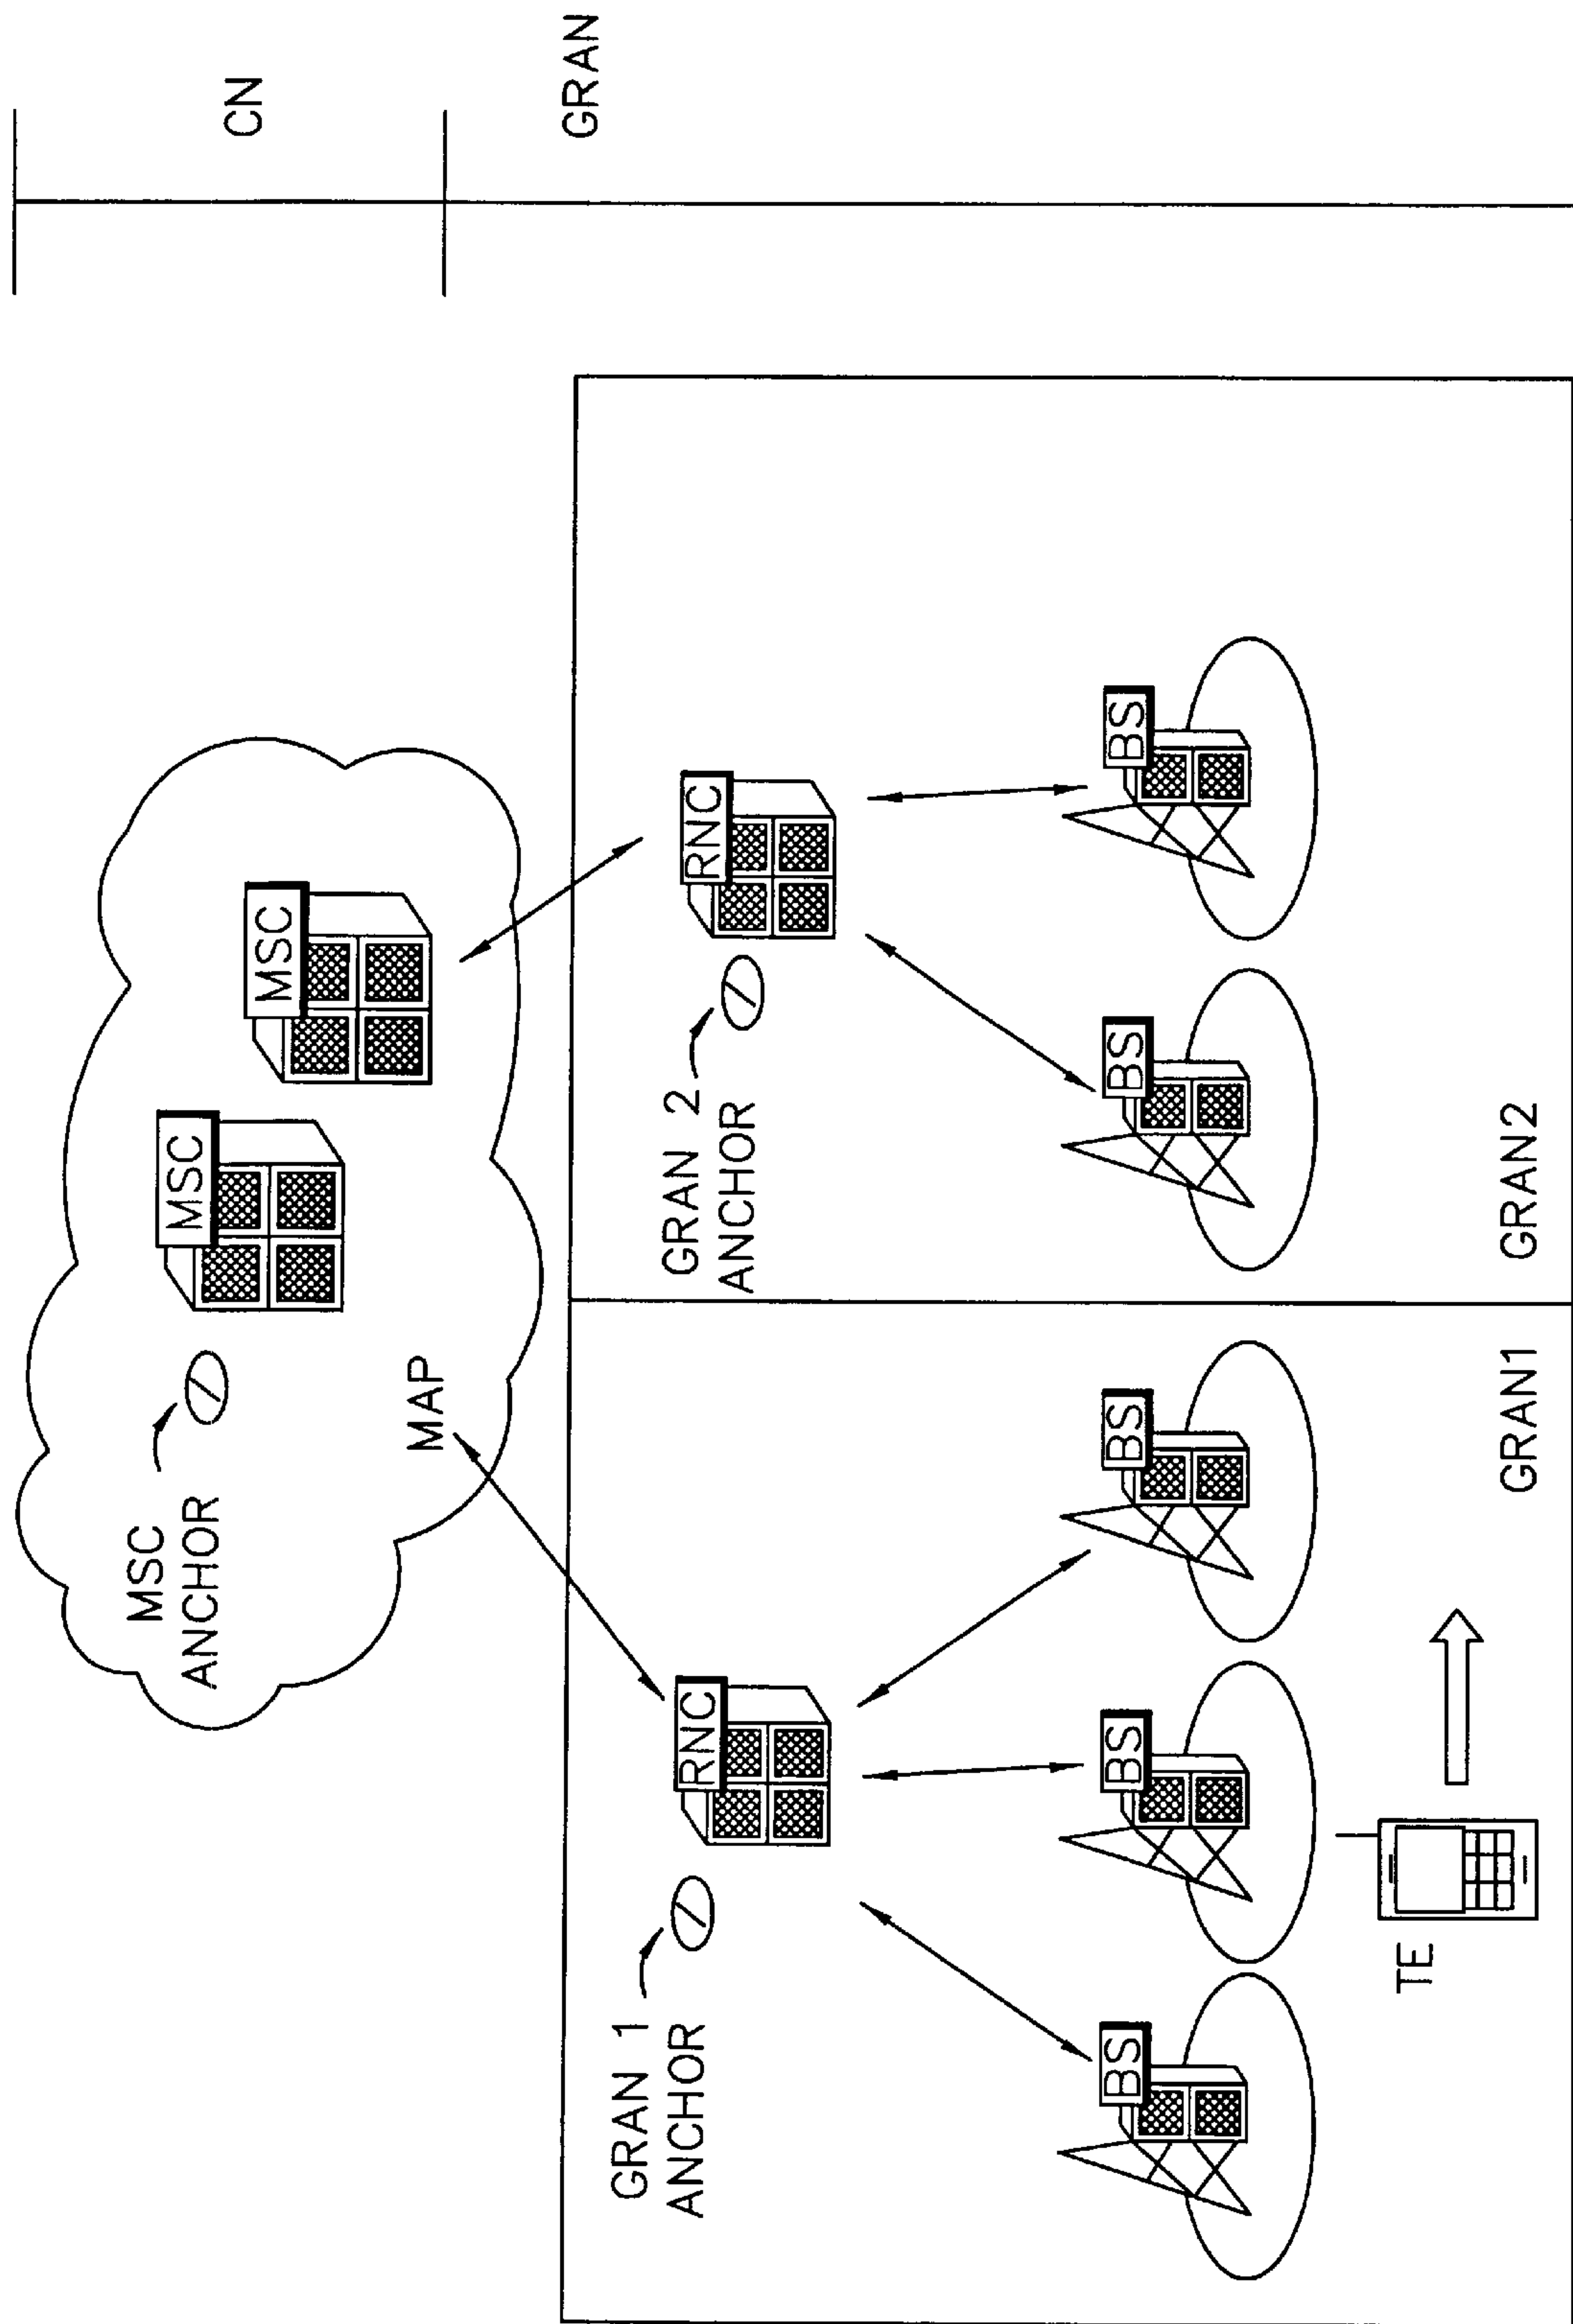 CN
GRAN
MSC
ANCHOR
MSC
MSC
MAP
GRAN 1
ANCHOR
RNC
GRAN 2
ANCHOR
RNC
BS
BS
BS
BS
BS
TE
GRAN1
GRAN2